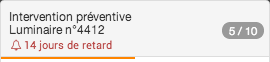 Intervention préventive
Luminaire n°4412
5 / 10
14 jours de retard